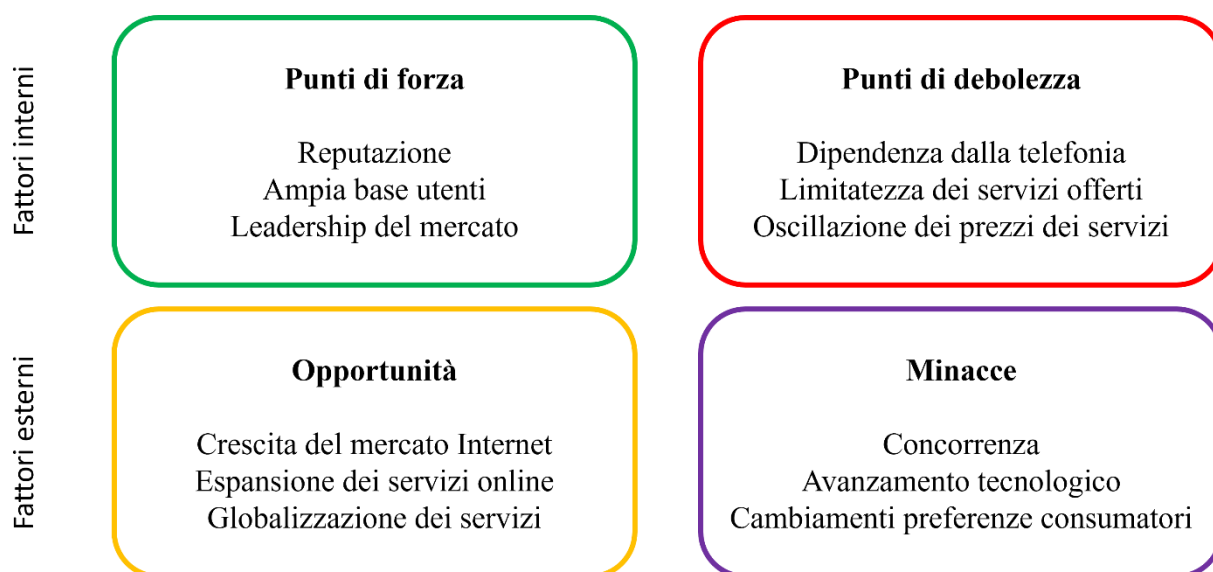 Fattori interni
Punti di forza
Reputazione
Ampia base utenti
Leadership del mercato
Punti di debolezza
Dipendenza dalla telefonia
Limitatezza dei servizi offerti
Oscillazione dei prezzi dei servizi
Fattori esterni
Opportunità
Crescita del mercato Internet
Espansione dei servizi online
Globalizzazione dei servizi
Minacce
Concorrenza
Avanzamento tecnologico
Cambiamenti preferenze consumatori